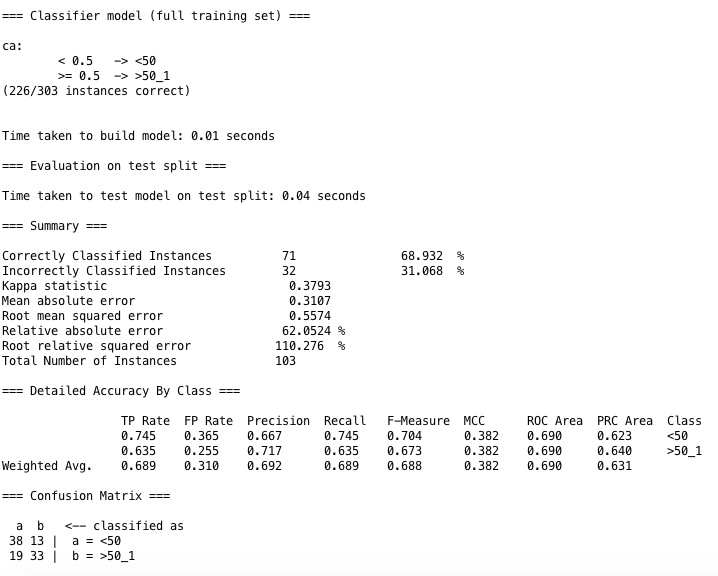 === Classifier model (full training set) ===
ca:
< 0.5 -> <50
>= 0.5 -> >50_1
(226/303 instances correct)
Time taken to build model: 0.01 seconds
=== Evaluation on test split ===
Time taken to test model on test split: 0.04 seconds
=== Summary ===
Correctly Classified Instances 71 68.932 %
Incorrectly Classified Instances 32 31.068 %
Kappa statistic 0.3793
Mean absolute error 0.3107
Root mean squared error 0.5574
Relative absolute error 62.0524 %
Root relative squared error 110.276 %
Total Number of Instances 103
=== Detailed Accuracy By Class ===
TP Rate FP Rate Precision Recall F-Measure MCC ROC Area PRC Area Class
0.745 0.365 0.667 0.745 0.704 0.382 0.690 0.623 <50
0.635 0.255 0.717 0.635 0.673 0.382 0.690 0.640 >50_1
Weighted Avg. 0.689 0.310 0.692 0.689 0.688 0.382 0.690 0.631
=== Confusion Matrix ===
a b <-- classified as
38 13 | a = <50
19 33 | b = >50_1